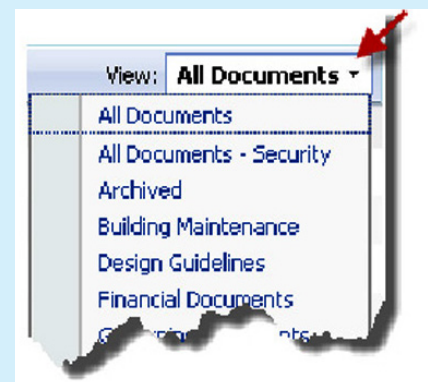 View: All Documents
All Documents
All Documents - Security
Archived
Building Maintenance
Design Guidelines
Financial Documents